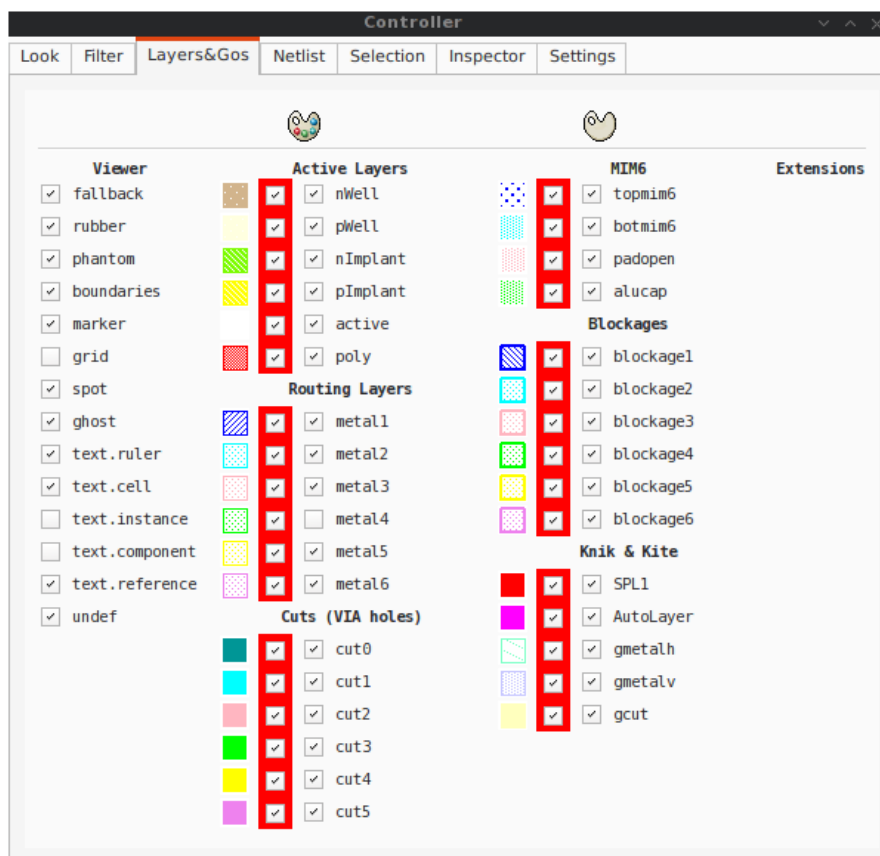 Controller
Look Filter Layers&Gos Netlist Selection Inspector Settings
Viewer Active Layers MIM6 Extensions
fallback nWell topmim6
rubber pWell botmim6
phantom nImplant padopen
boundaries pImplant alucap
marker active Blockages
grid poly blockage1
spot Routing Layers blockage2
ghost metal1 blockage3
text.ruler metal2 blockage4
text.cell metal3 blockage5
text.instance metal4 blockage6
text.component metal5 Knik & Kite
text.reference metal6 SPL1
undef Cuts (VIA holes) AutoLayer
cut0 gmetalh
cut1 gmetalv
cut2 gcut
cut3
cut4
cut5